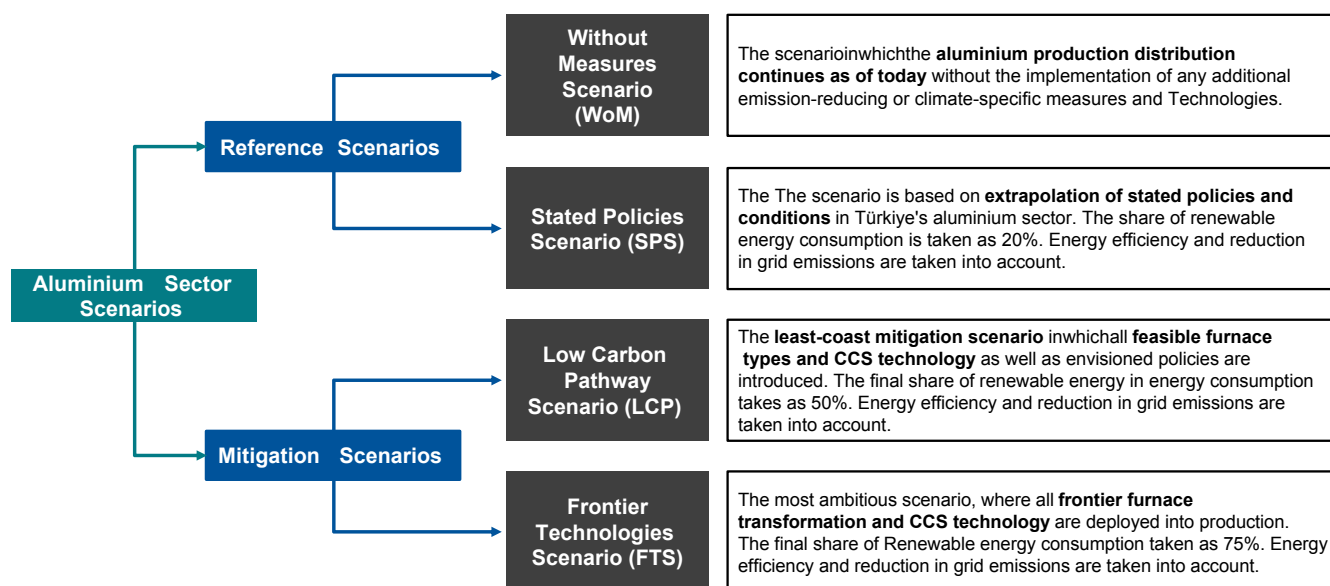 Without
Measures
Scenario
(WoM)
The scenarioinwhichthe aluminium production distribution
continues as of today without the implementation of any additional
emission-reducing or climate-specific measures and Technologies.
Reference Scenarios
Stated Policies
Scenario (SPS)
The The scenario is based on extrapolation of stated policies and
conditions in Türkiye's aluminium sector. The share of renewable
energy consumption is taken as 20%. Energy efficiency and reduction
in grid emissions are taken into account.
Aluminium Sector
Scenarios
Low Carbon
Pathway
Scenario (LCP)
The least-coast mitigation scenario inwhichall feasible furnace
types and CCS technology as well as envisioned policies are
introduced. The final share of renewable energy in energy consumption
takes as 50%. Energy efficiency and reduction in grid emissions are
taken into account.
Mitigation Scenarios
Frontier
Technologies
Scenario (FTS)
The most ambitious scenario, where all frontier furnace
transformation and CCS technology are deployed into production.
The final share of Renewable energy consumption taken as 75%. Energy
efficiency and reduction in grid emissions are taken into account.